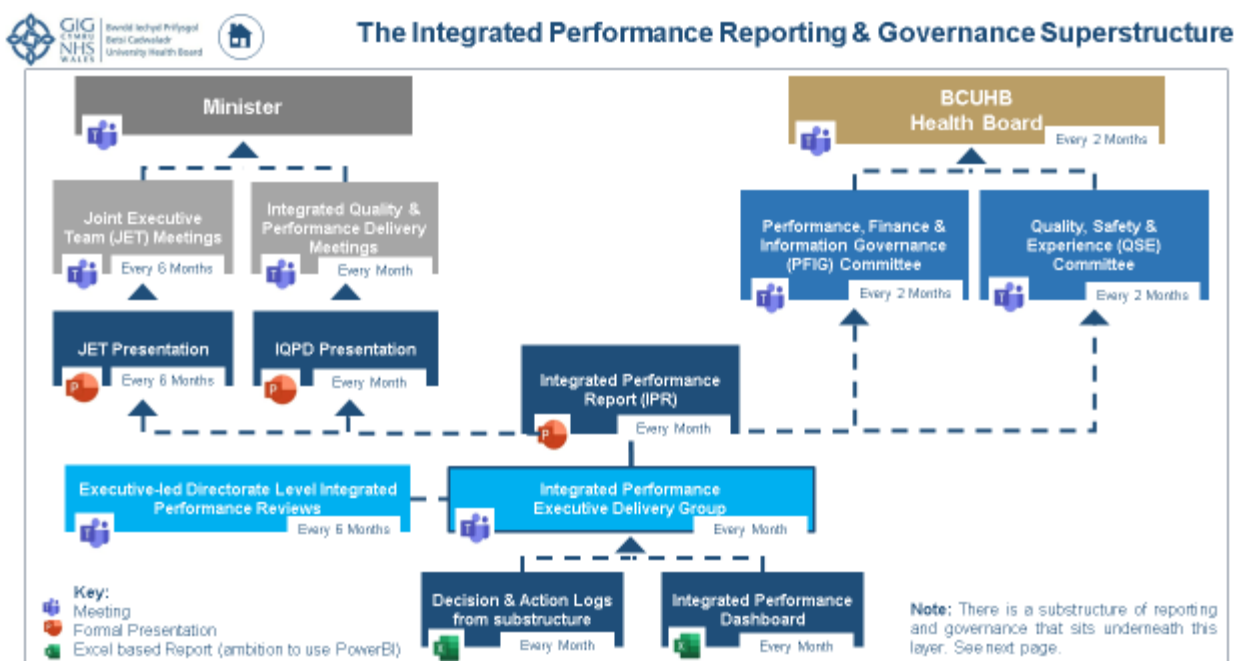 GIG
CYMRU
NHS
WALES
Bwrdd Iechyd Prifysgol
Betsi Cadwaladr
University Health Board
The Integrated Performance Reporting & Governance Superstructure
Minister
BCUHB
Health Board
Every 2 Months
Joint Executive
Team (JET) Meetings
Every 6 Months
Integrated Quality &
Performance Delivery
Meetings
Every Month
Performance, Finance &
Information Governance
(PFIG) Committee
Every 2 Months
Quality, Safety &
Experience (QSE)
Committee
Every 2 Months
JET Presentation
Every 6 Months
IQPD Presentation
Every Month
Integrated Performance
Report (IPR)
Every Month
Executive-led Directorate Level Integrated
Performance Reviews
Every 6 Months
Integrated Performance
Executive Delivery Group
Every Month
Decision & Action Logs
from substructure
Every Month
Integrated Performance
Dashboard
Every Month
Key:
Meeting
Formal Presentation
Excel based Report (ambition to use PowerBI)
Note: There is a substructure of reporting
and governance that sits underneath this
layer. See next page.